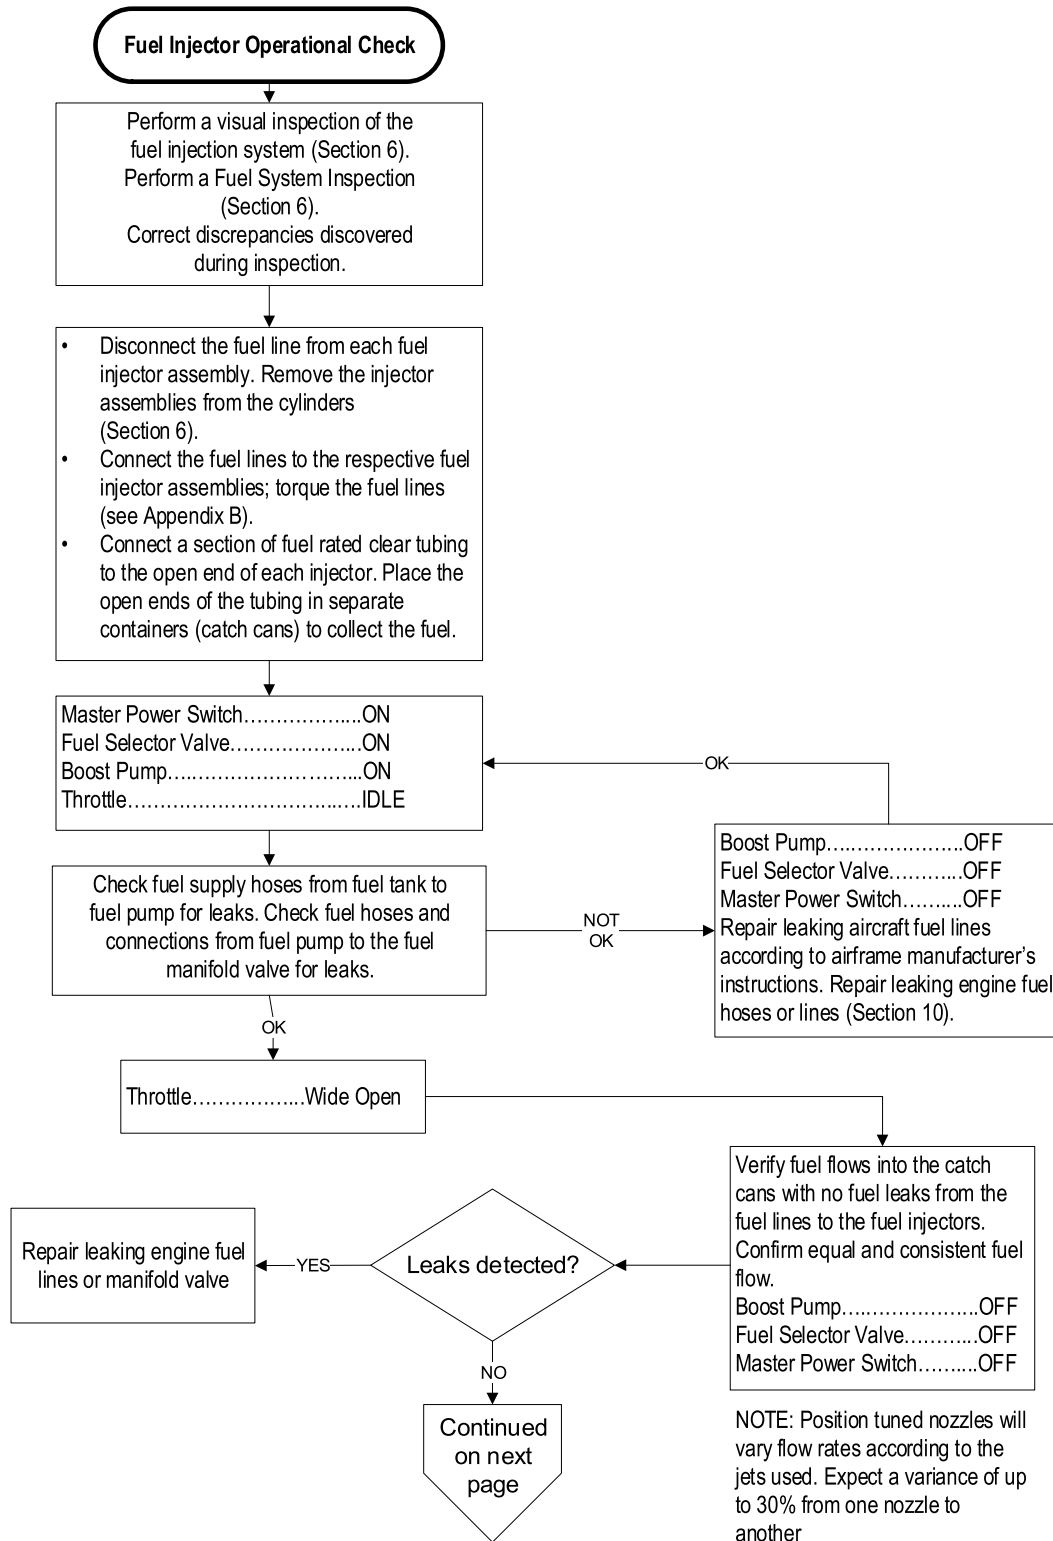 Fuel Injector Operational Check
Perform a visual inspection of the
fuel injection system (Section 6).
Perform a Fuel System Inspection
(Section 6).
Correct discrepancies discovered
during inspection.
• Disconnect the fuel line from each fuel
injector assembly. Remove the injector
assemblies from the cylinders
(Section 6).
• Connect the fuel lines to the respective fuel
injector assemblies; torque the fuel lines
(see Appendix B).
• Connect a section of fuel rated clear tubing
to the open end of each injector. Place the
open ends of the tubing in separate
containers (catch cans) to collect the fuel.
Master Power Switch……………....ON
Fuel Selector Valve………………...ON
Boost Pump….……………………...ON
Throttle…………………………...….IDLE
OK
Boost Pump….………………...OFF
Fuel Selector Valve………...OFF
Master Power Switch……....OFF
Repair leaking aircraft fuel lines
according to airframe manufacturer’s
instructions. Repair leaking engine fuel
hoses or lines (Section 10).
Check fuel supply hoses from fuel tank to
fuel pump for leaks. Check fuel hoses and
connections from fuel pump to the fuel
manifold valve for leaks.
NOT
OK
OK
Throttle……………...Wide Open
Verify fuel flows into the catch
cans with no fuel leaks from the
fuel lines to the fuel injectors.
Confirm equal and consistent fuel
flow.
Boost Pump….………………...OFF
Fuel Selector Valve………...OFF
Master Power Switch……....OFF
Leaks detected?
YES
Repair leaking engine fuel
lines or manifold valve
NO
Continued
on next
page
NOTE: Position tuned nozzles will
vary flow rates according to the
jets used. Expect a variance of up
to 30% from one nozzle to
another